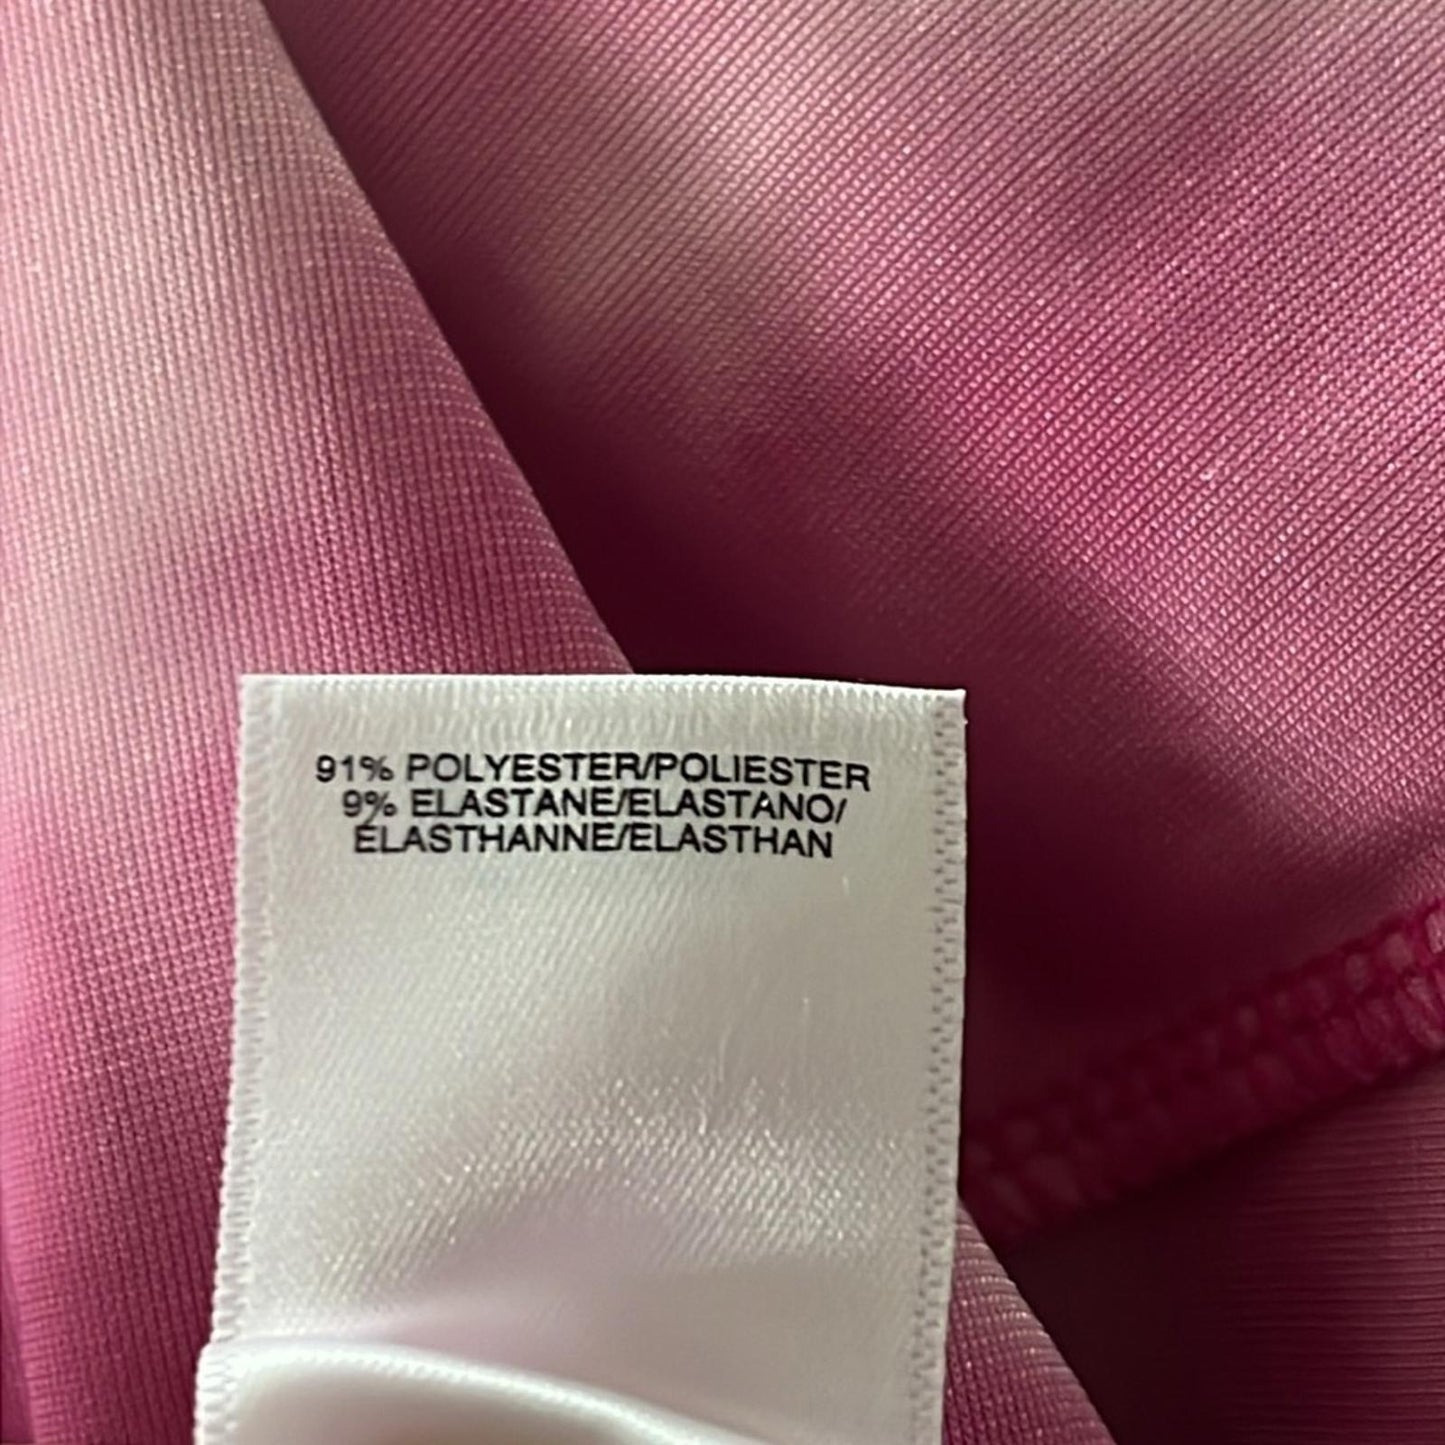 91% POLYESTER/POLIESTER
9% ELASTANE/ELASTANO/
ÉLASTHANNE/ELASTHAN